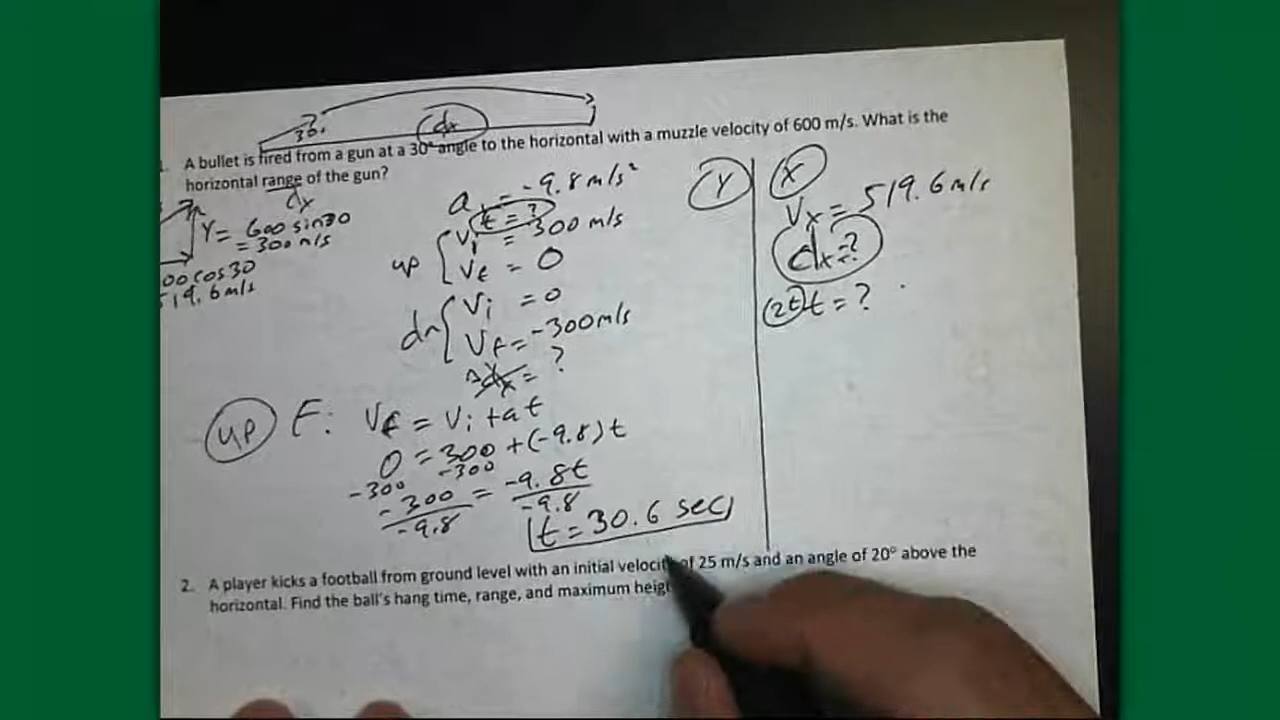 30°
dx
1. A bullet is fired from a gun at a 30° angle to the horizontal with a muzzle velocity of 600 m/s. What is the
horizontal range of the gun?
dx
Y = 600 sin30
= 300 m/s
00 cos30
519.6 m/s
a = -9.8 m/s²
t = ?
up
Vi = 300 m/s
Vf = 0
dn
Vi = 0
Vf = -300 m/s
= ?
Y
X
Vx = 519.6 m/s
dx = ?
2t t = ?
up F: Vf = Vi + at
0 = 300 + (-9.8) t
-300 -300
-300 = -9.8t
-9.8 -9.8
t = 30.6 sec
2. A player kicks a football from ground level with an initial velocity of 25 m/s and an angle of 20° above the
horizontal. Find the ball's hang time, range, and maximum heig